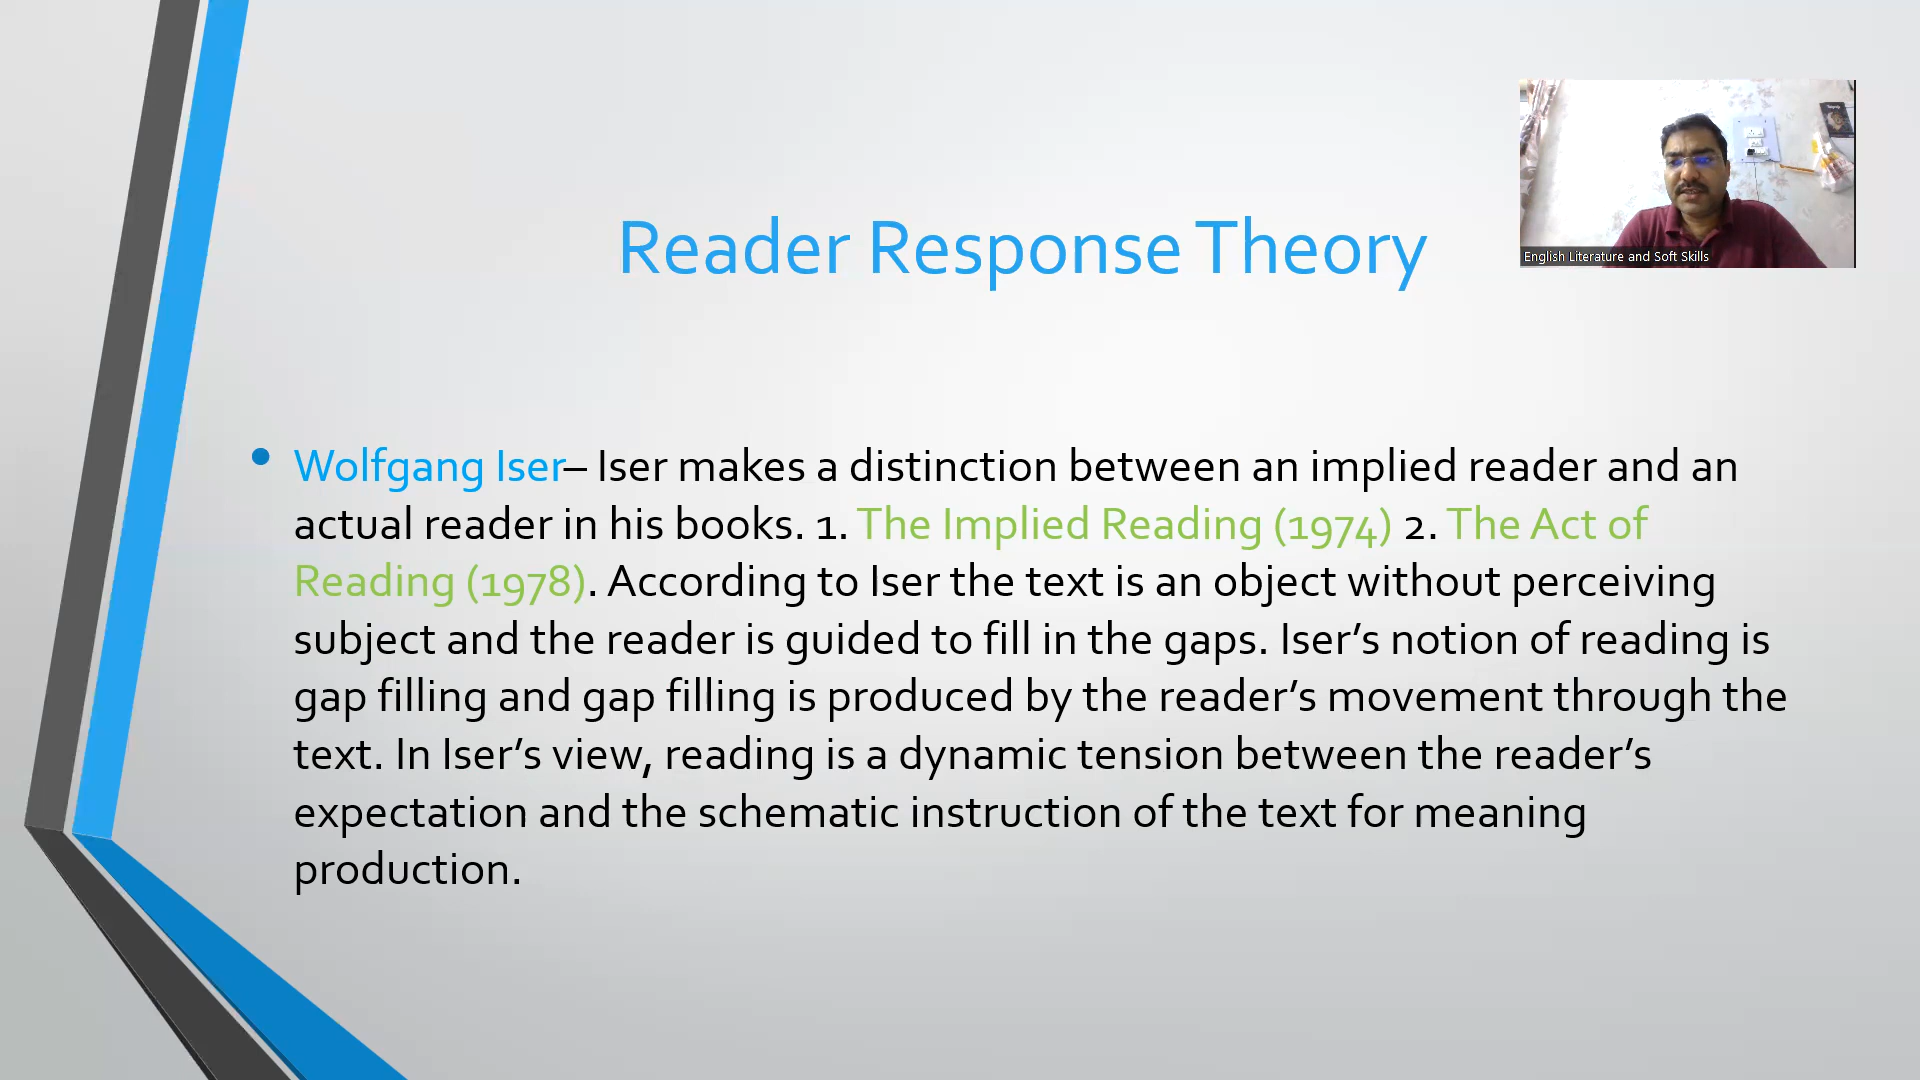 English Literature and Soft Skills
Reader Response Theory
• Wolfgang Iser– Iser makes a distinction between an implied reader and an
actual reader in his books. 1. The Implied Reading (1974) 2. The Act of
Reading (1978). According to Iser the text is an object without perceiving
subject and the reader is guided to fill in the gaps. Iser’s notion of reading is
gap filling and gap filling is produced by the reader’s movement through the
text. In Iser’s view, reading is a dynamic tension between the reader’s
expectation and the schematic instruction of the text for meaning
production.